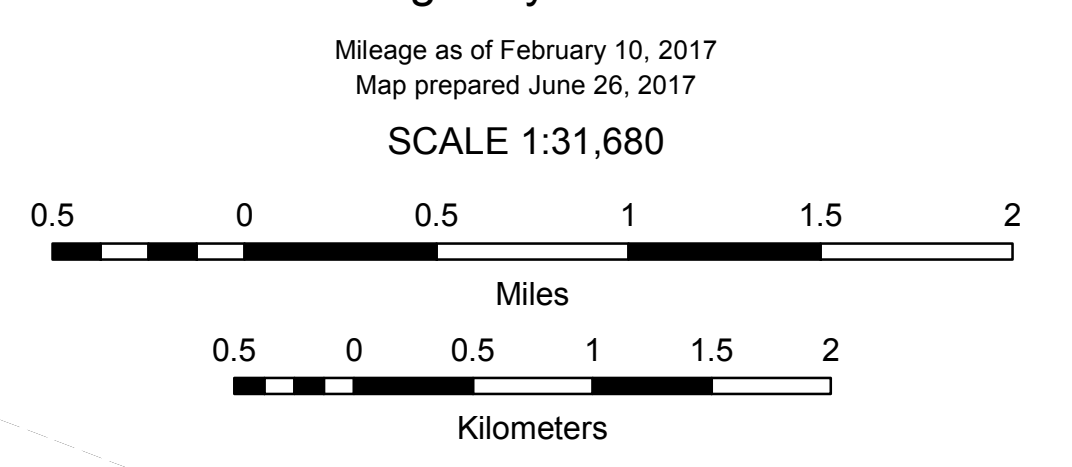 Mileage as of February 10, 2017
Map prepared June 26, 2017
SCALE 1:31,680
0.5 0 0.5 1 1.5 2
Miles
0.5 0 0.5 1 1.5 2
Kilometers